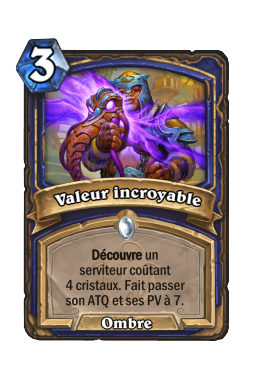 3
Valeur incroyable
Découvre un
serviteur coûtant
4 cristaux. Fait passer
son ATQ et ses PV à 7.
Ombre